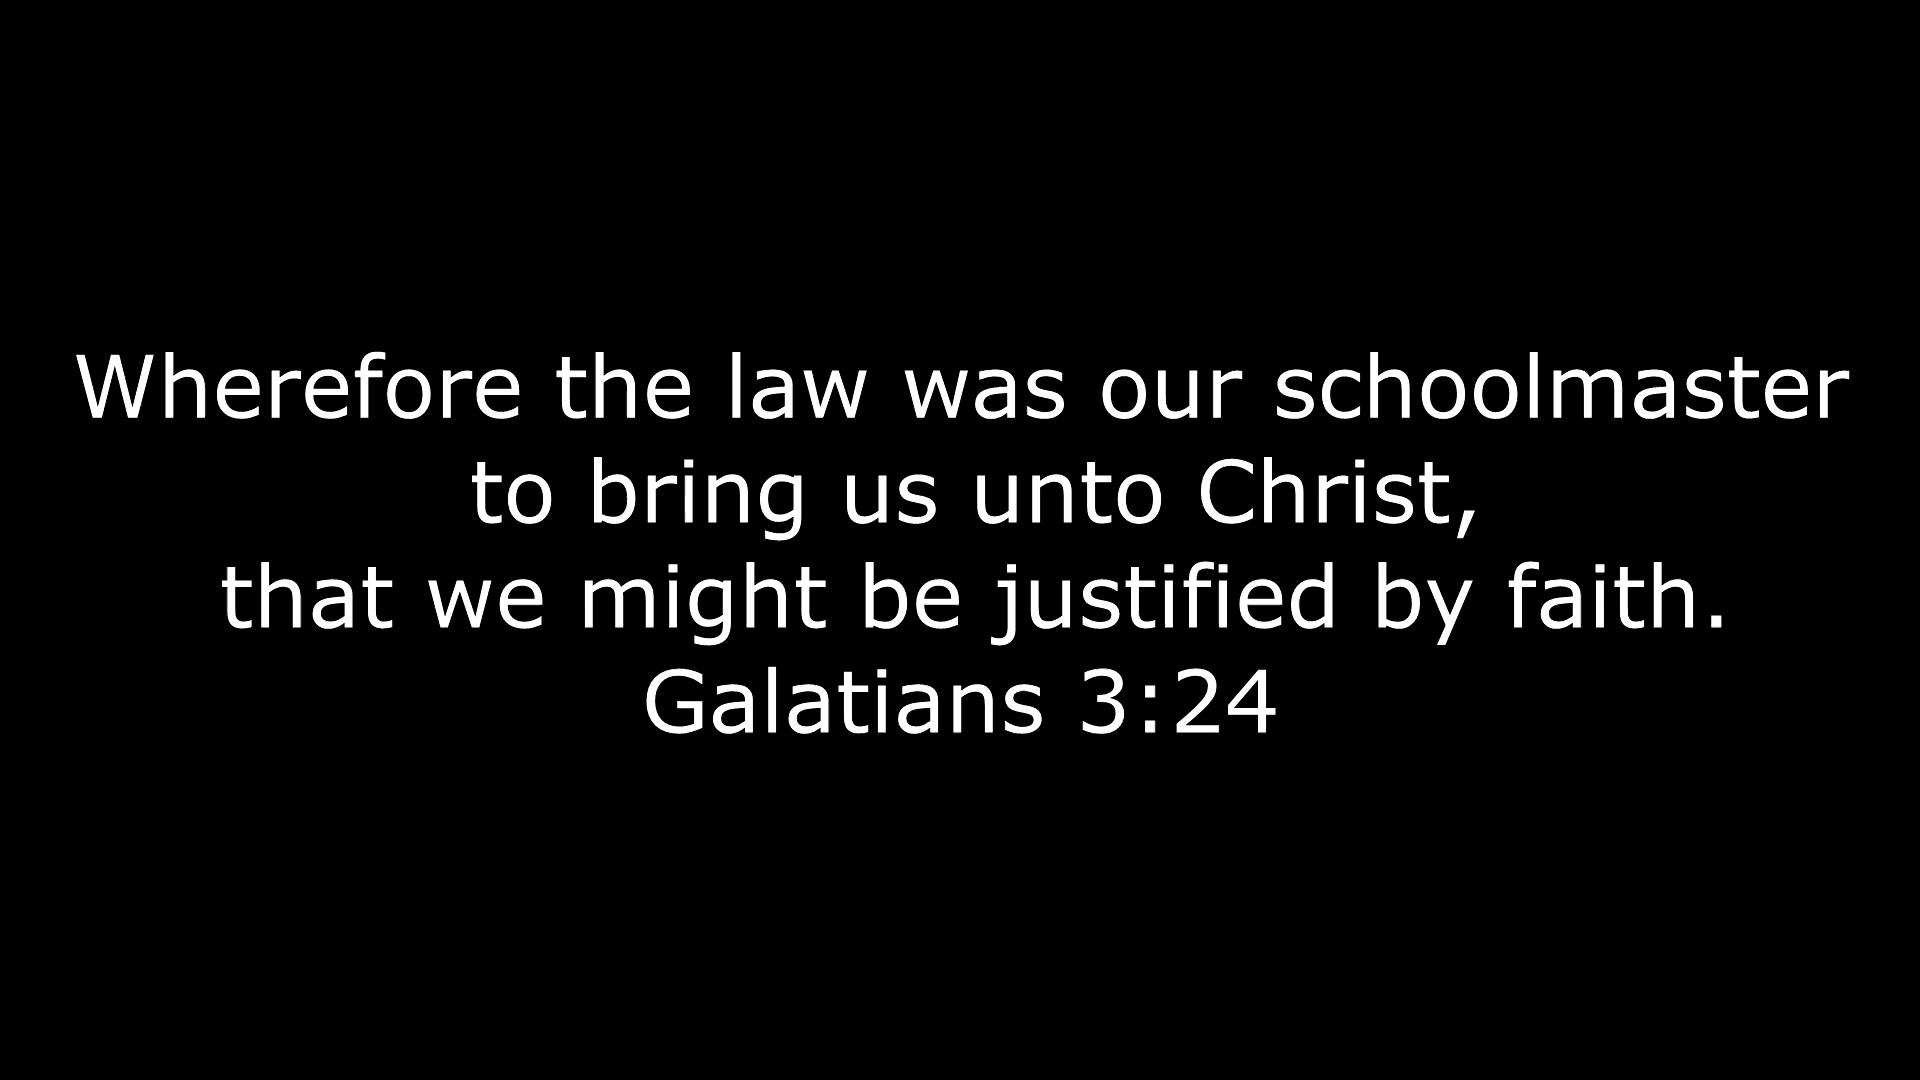 Wherefore the law was our schoolmaster
to bring us unto Christ,
that we might be justified by faith.
Galatians 3:24